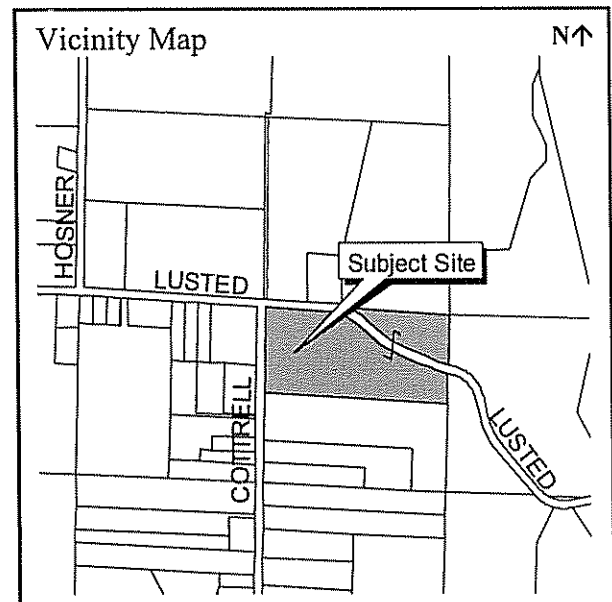 Vicinity Map
N↑
HOSNER
LUSTED
Subject Site
COTTRELL
LUSTED